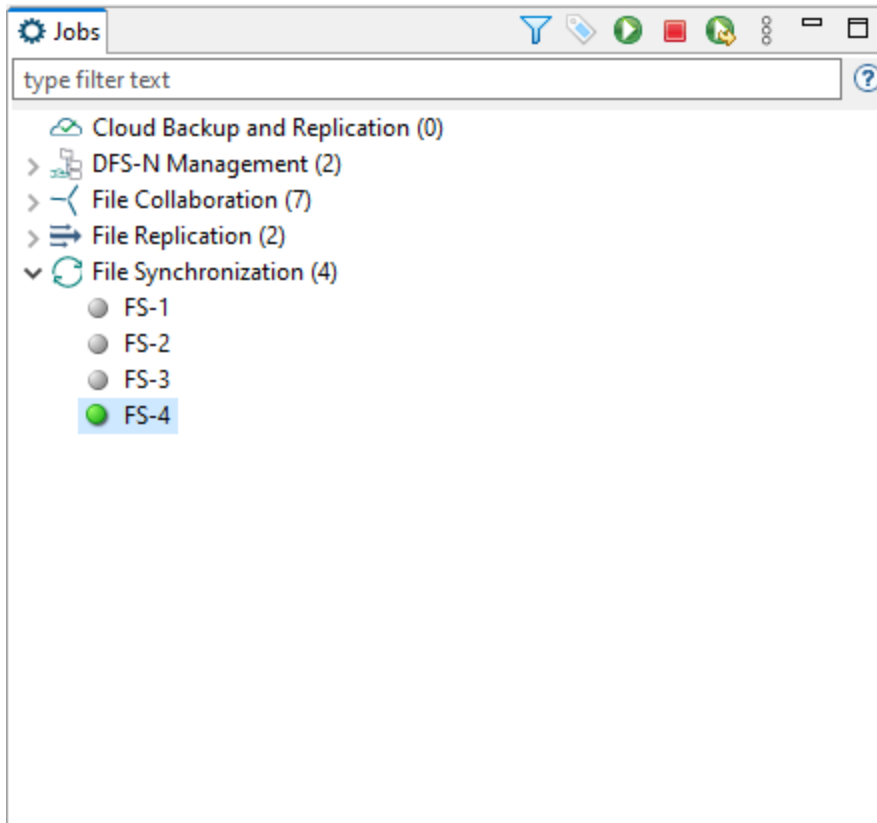 Jobs
type filter text
Cloud Backup and Replication (0)
DFS-N Management (2)
File Collaboration (7)
File Replication (2)
File Synchronization (4)
FS-1
FS-2
FS-3
FS-4